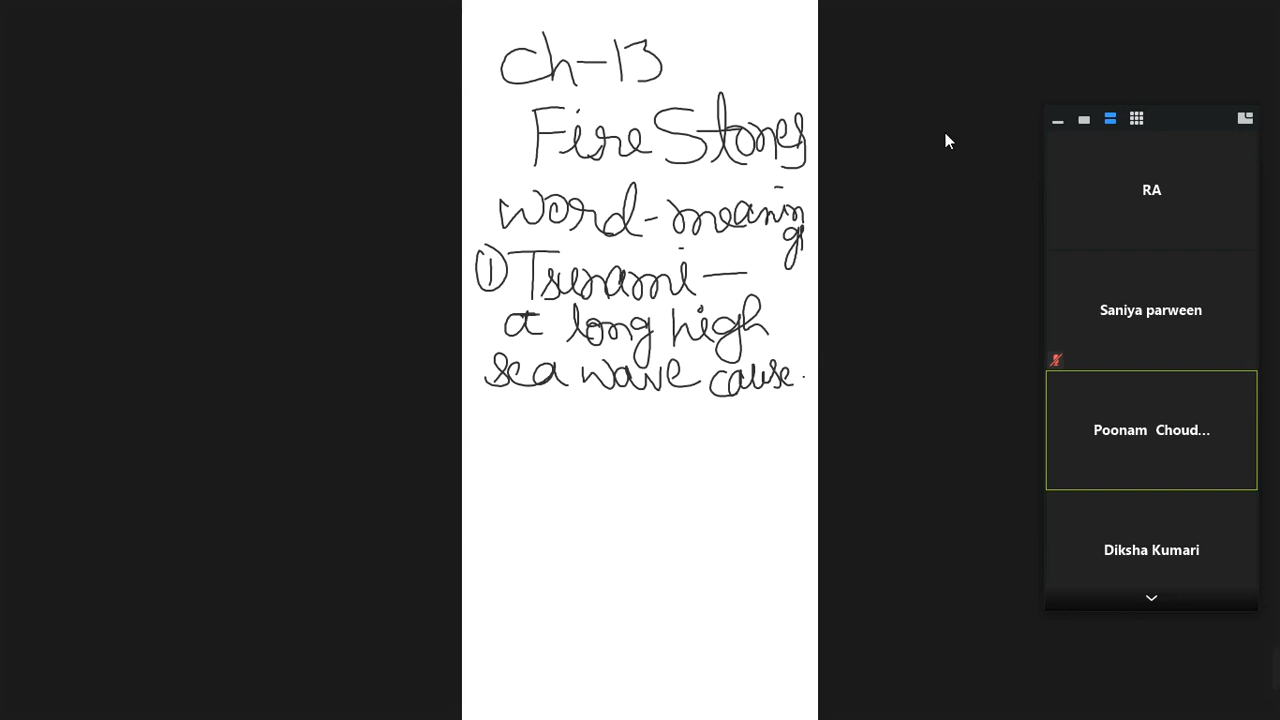 Ch-13
Fire Stones
word-meaning
① Tsunami —
a long high
sea wave cause.
RA
Saniya parween
Poonam Choud...
Diksha Kumari